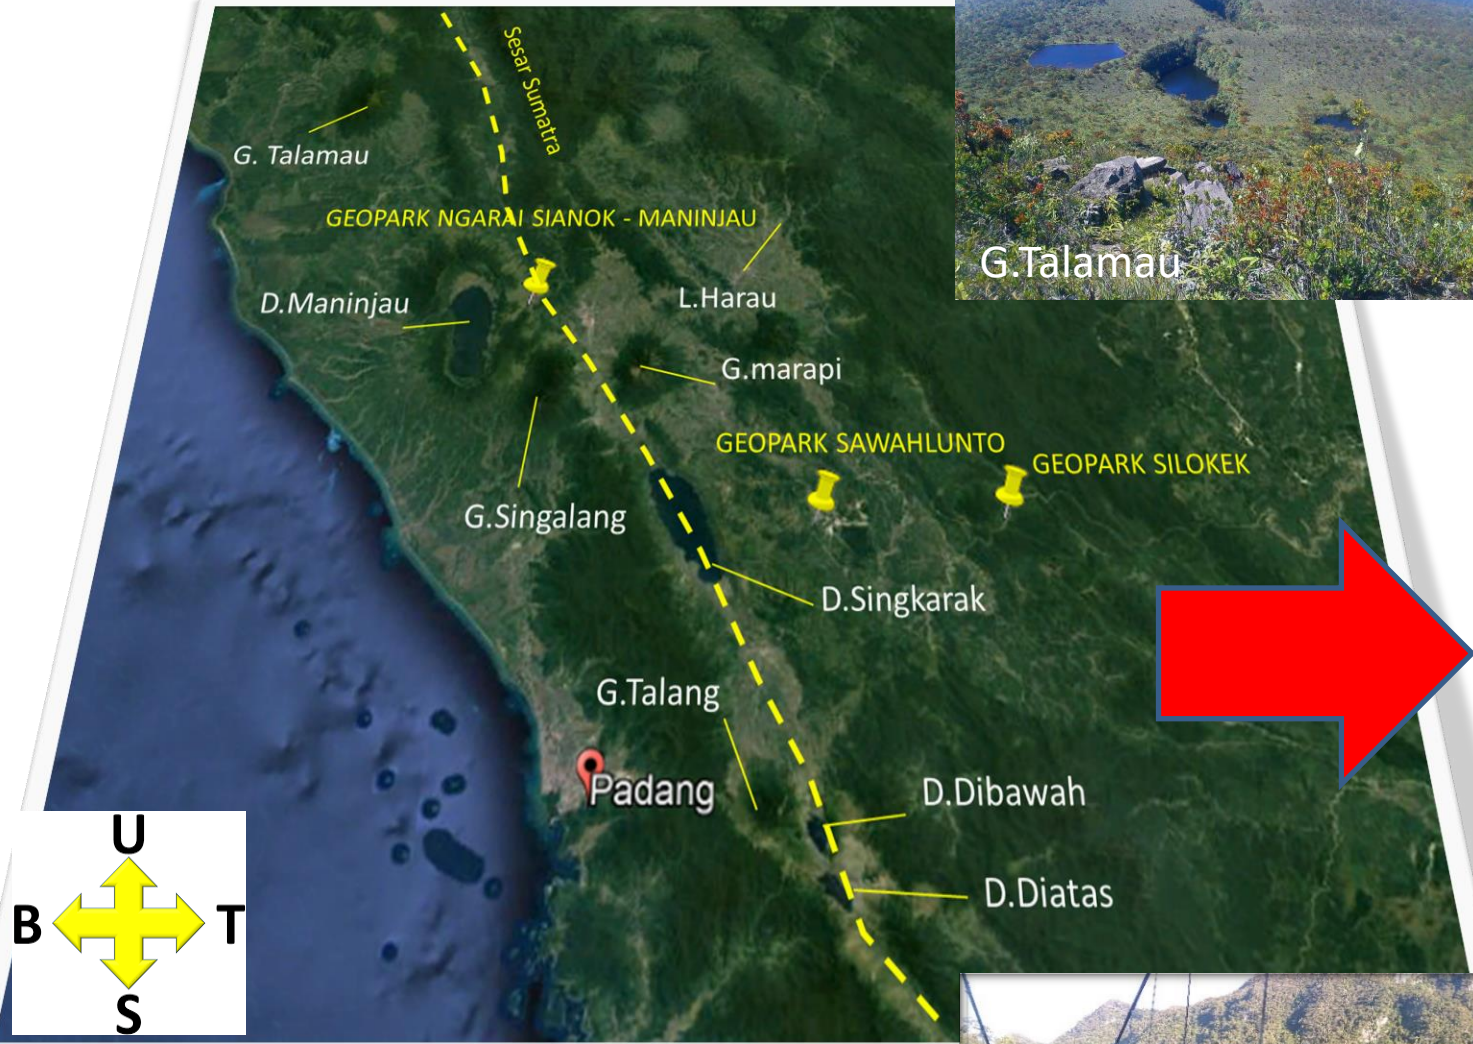 Sesar Sumatra
G. Talamau
GEOPARK NGARAI SIANOK - MANINJAU
G.Talamau
D.Maninjau
L.Harau
G.marapi
GEOPARK SAWAHLUNTO
GEOPARK SILOKEK
G.Singalang
D.Singkarak
G.Talang
Padang
D.Dibawah
D.Diatas
U
B
T
S